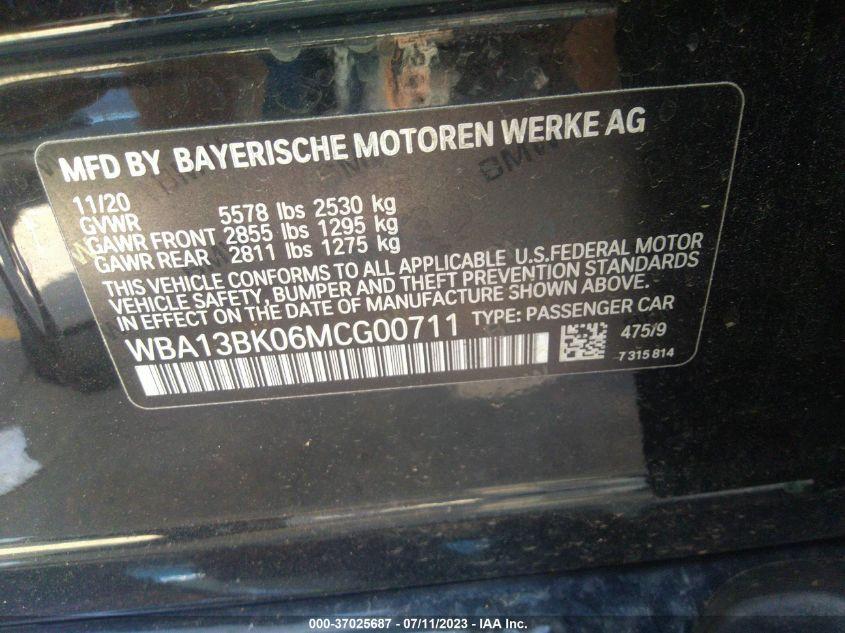 MFD BY BAYERISCHE MOTOREN WERKE AG
11/20
GVWR 5578 lbs 2530 kg
GAWR FRONT 2855 lbs 1295 kg
GAWR REAR 2811 lbs 1275 kg
THIS VEHICLE CONFORMS TO ALL APPLICABLE U.S.FEDERAL MOTOR
VEHICLE SAFETY, BUMPER AND THEFT PREVENTION STANDARDS
IN EFFECT ON THE DATE OF MANUFACTURE SHOWN ABOVE.
WBA13BK06MCG00711 TYPE: PASSENGER CAR
475/9
7 315 814
000-37025687 - 07/11/2023 - IAA Inc.